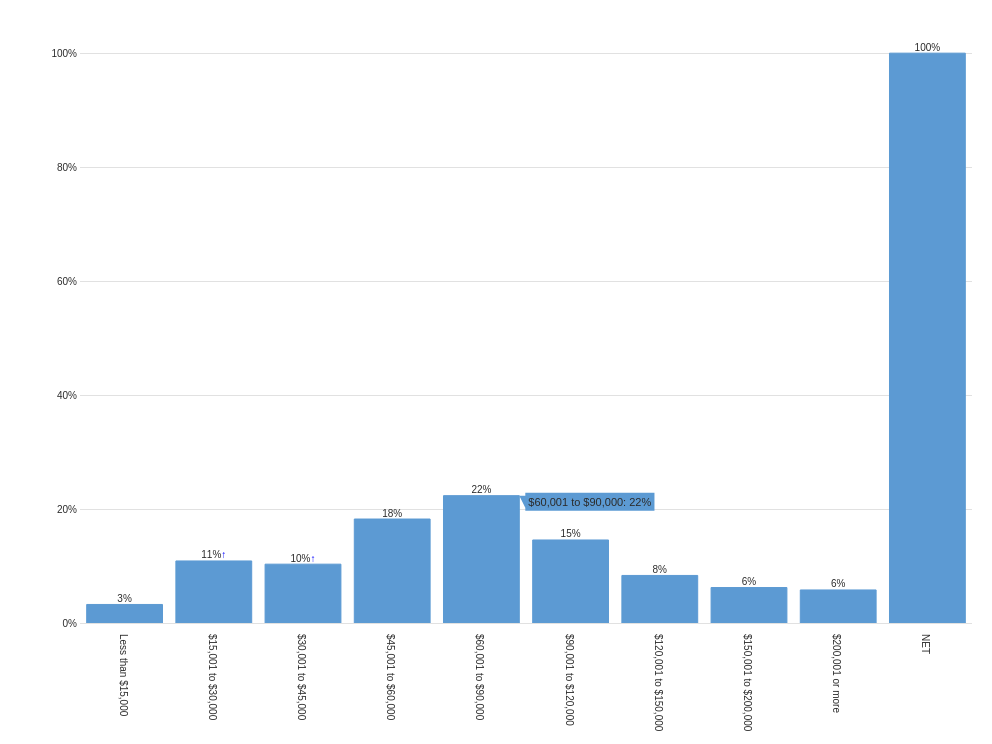 100%
80%
60%
40%
20%
0%
3%
11%↑
10%↑
18%
22%
$60,001 to $90,000: 22%
15%
8%
6%
6%
100%
Less than $15,000
$15,001 to $30,000
$30,001 to $45,000
$45,001 to $60,000
$60,001 to $90,000
$90,001 to $120,000
$120,001 to $150,000
$150,001 to $200,000
$200,001 or more
NET